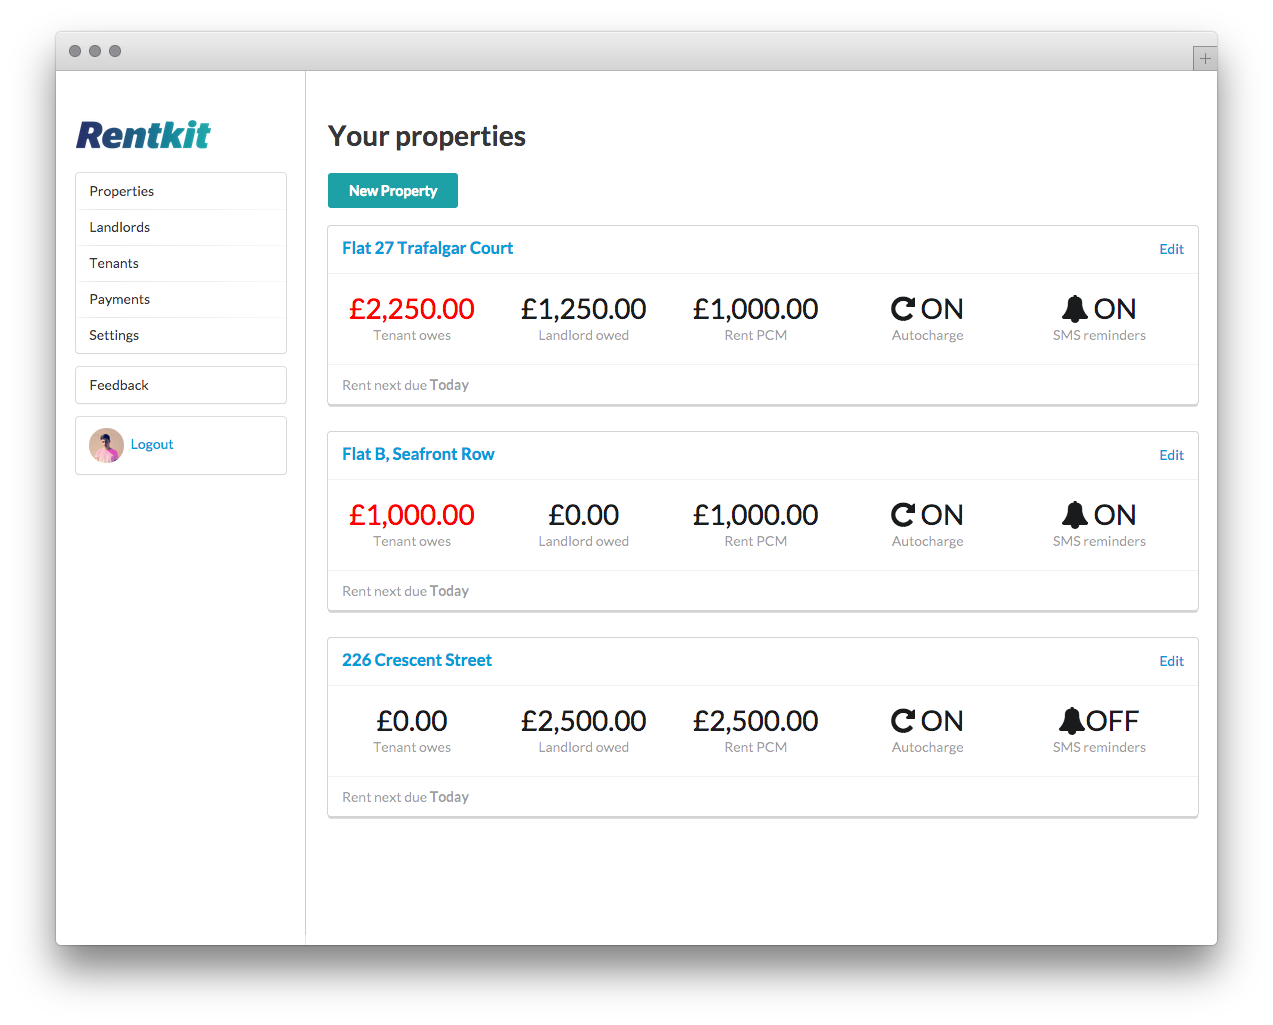 Rentkit
Properties
Landlords
Tenants
Payments
Settings
Feedback
Logout
Your properties
New Property
Flat 27 Trafalgar Court Edit
£2,250.00 £1,250.00 £1,000.00 ON ON
Tenant owes Landlord owed Rent PCM Autocharge SMS reminders
Rent next due Today
Flat B, Seafront Row Edit
£1,000.00 £0.00 £1,000.00 ON ON
Tenant owes Landlord owed Rent PCM Autocharge SMS reminders
Rent next due Today
226 Crescent Street Edit
£0.00 £2,500.00 £2,500.00 ON OFF
Tenant owes Landlord owed Rent PCM Autocharge SMS reminders
Rent next due Today